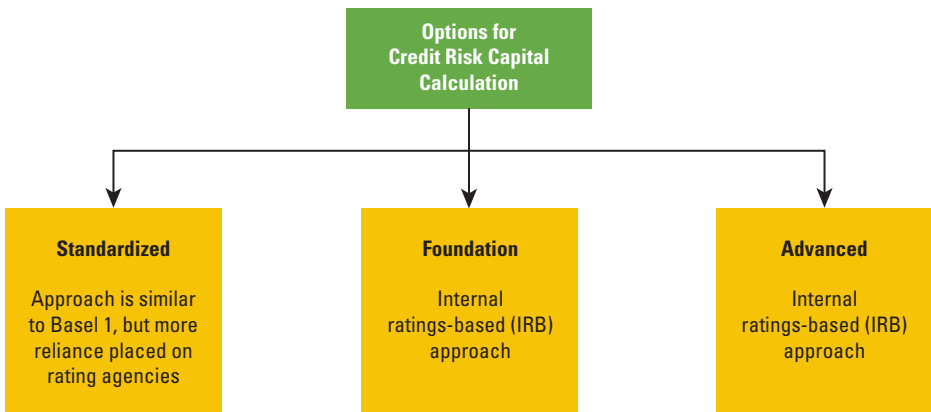 Options for
Credit Risk Capital
Calculation
Standardized
Approach is similar
to Basel 1, but more
reliance placed on
rating agencies
Foundation
Internal
ratings-based (IRB)
approach
Advanced
Internal
ratings-based (IRB)
approach